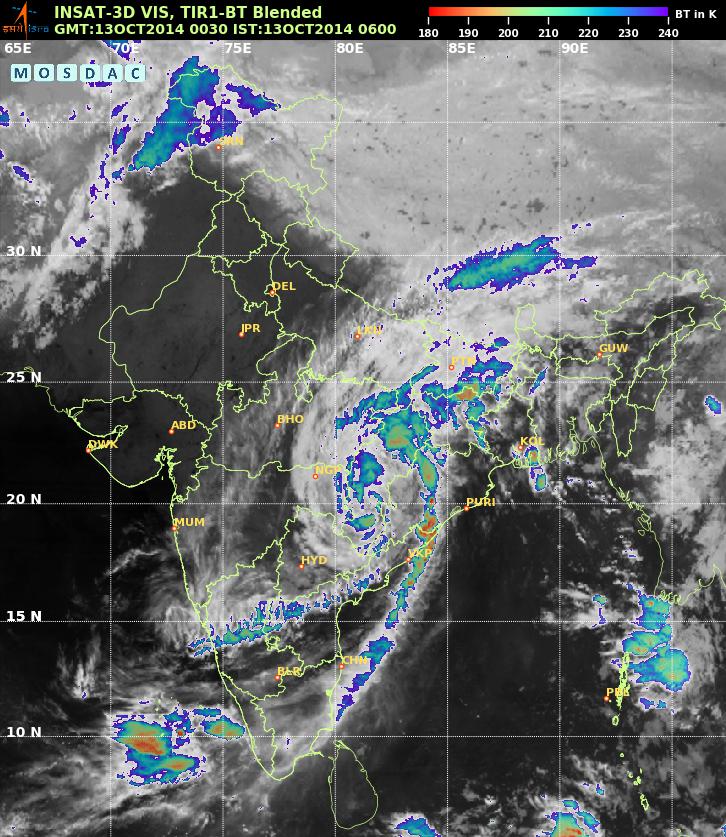 INSAT-3D VIS, TIR1-BT Blended
GMT:13OCT2014 0030 IST:13OCT2014 0600
BT in K
180 190 200 210 220 230 240
65E 70E 75E 80E 85E 90E
MOSDAC
SRN
30 N
DEL
JPR
LKN
GUW
PTN
25 N
ABD
BHO
DWK
KOL
NGP
20 N
PURI
MUM
VKP
HYD
15 N
CHN
BLR
PBL
10 N